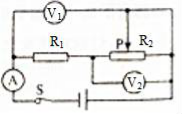 V₁
R₁ P R₂
A V₂
S